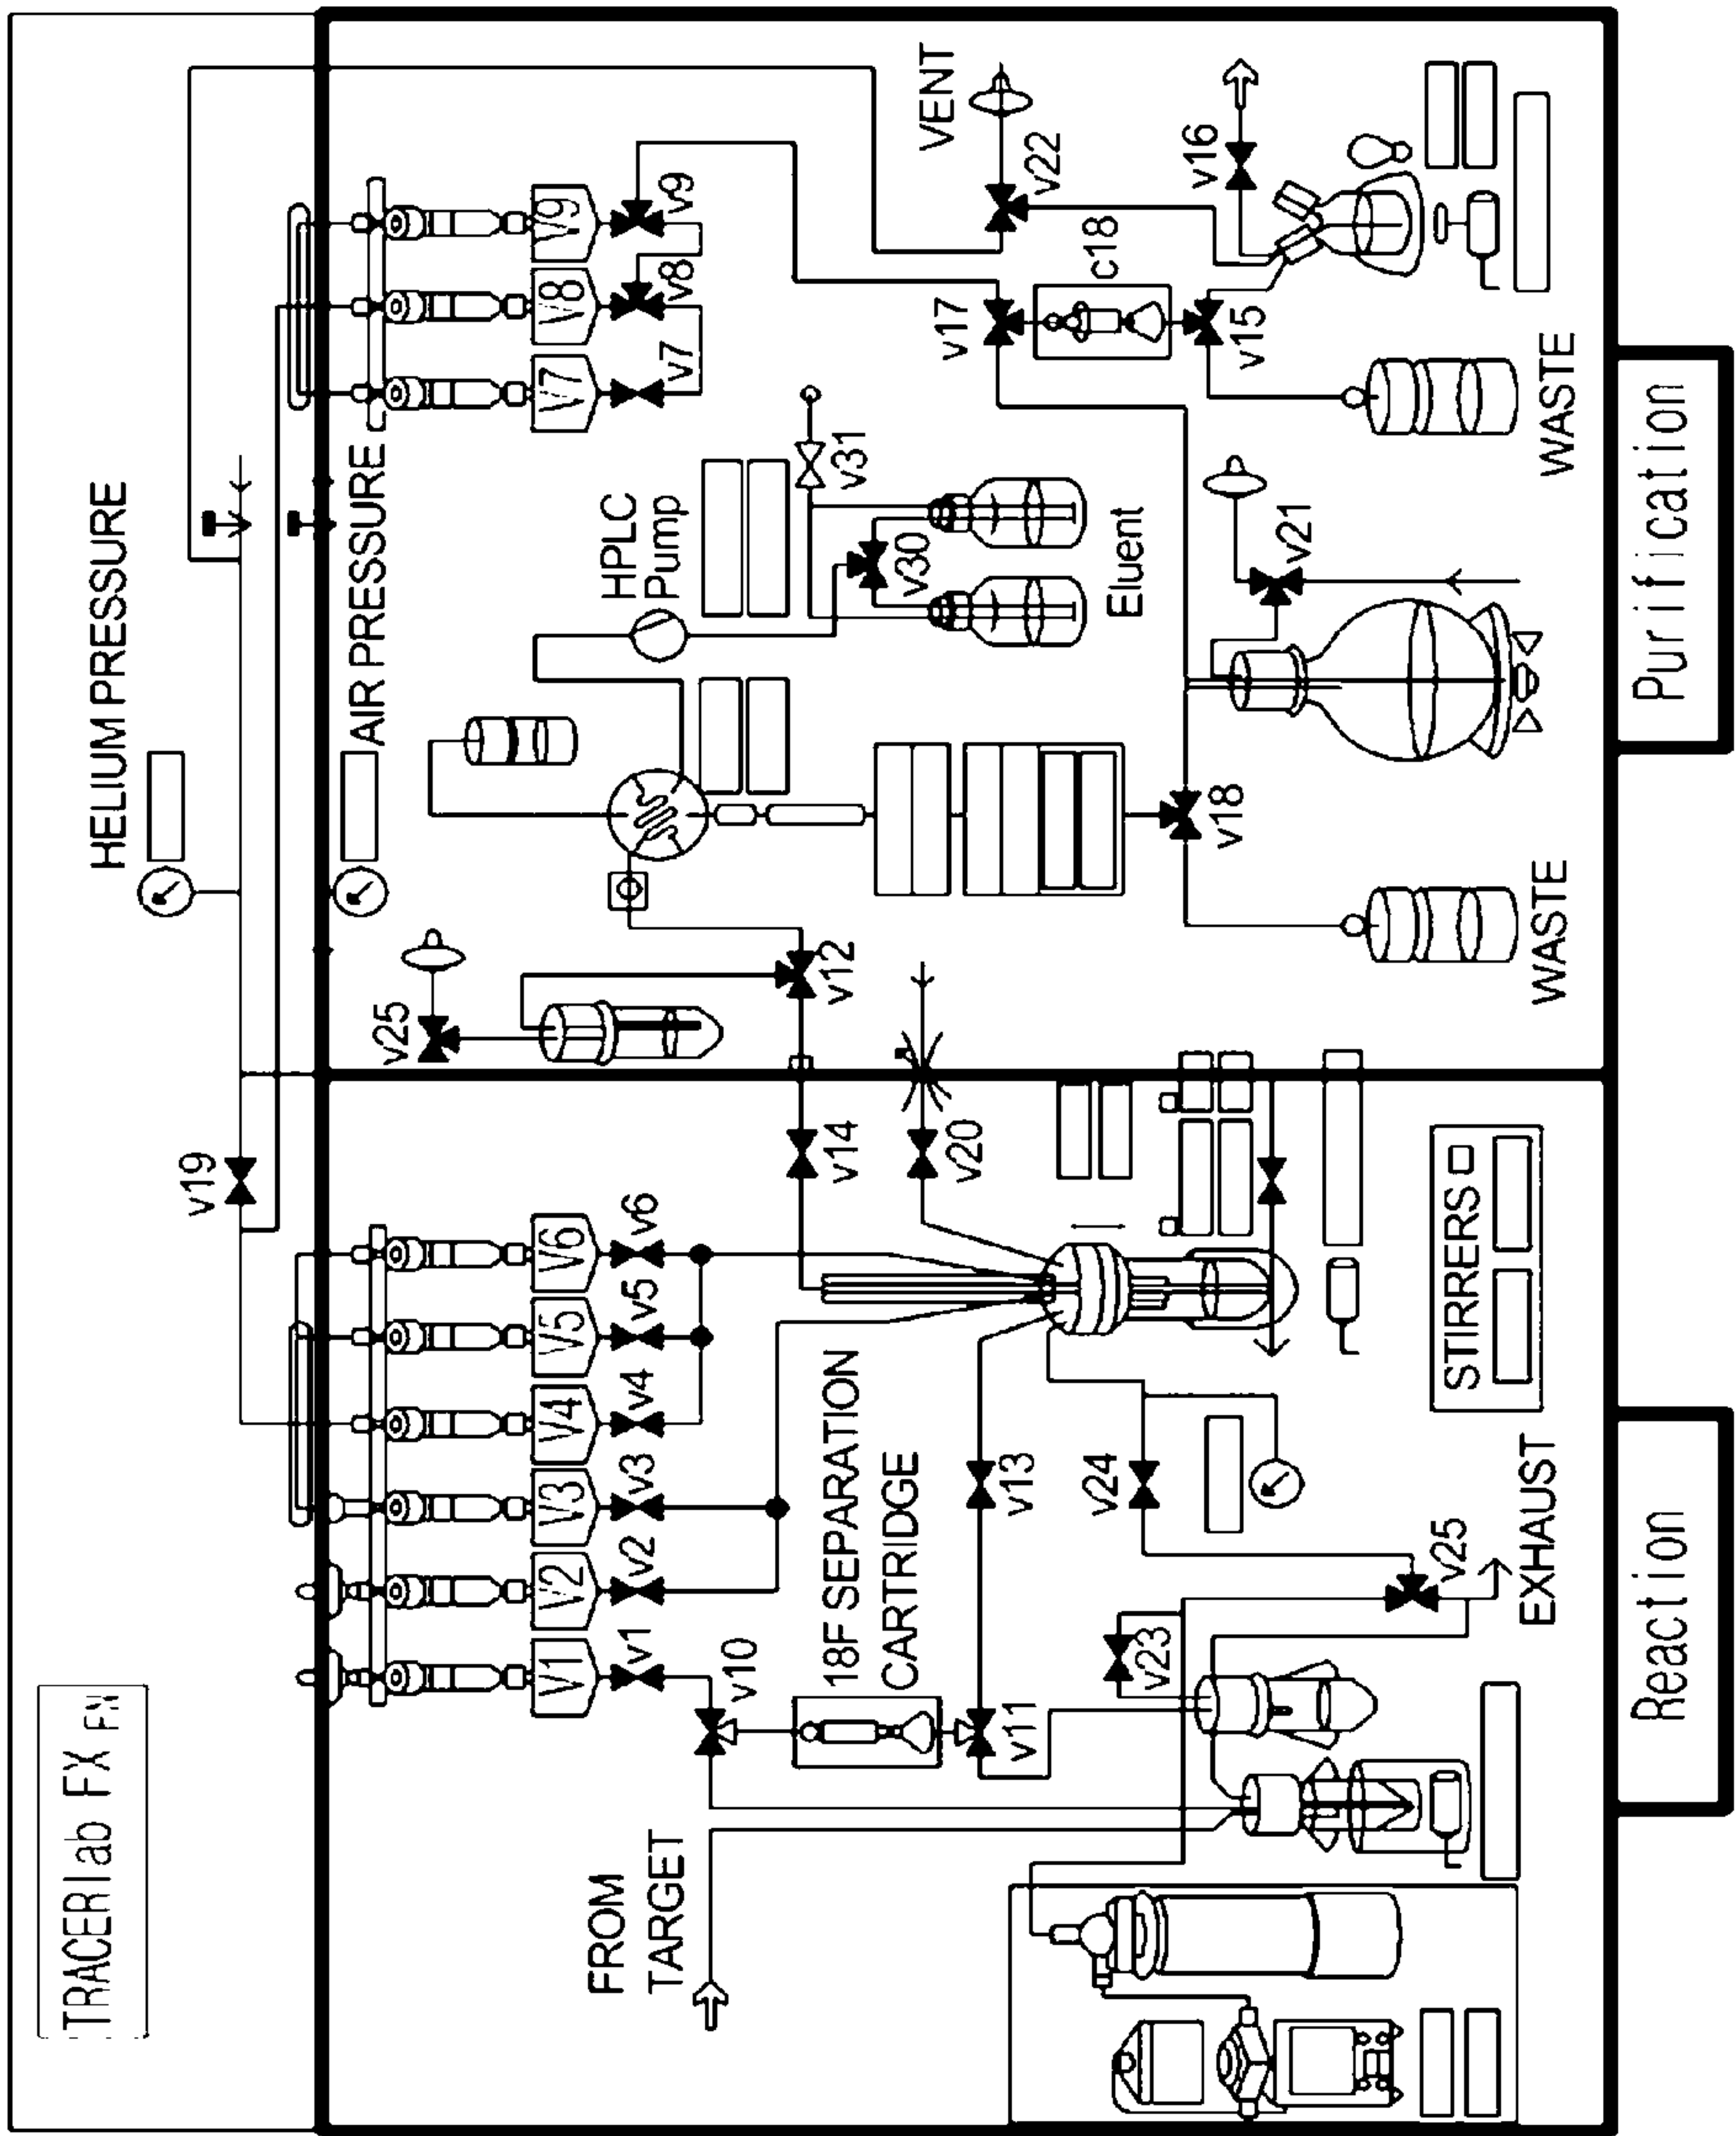 TRACERlab FX FN
HELIUM PRESSURE
v19
AIR PRESSURE
V1
V2
V3
V4
V5
V6
V7
V8
V9
v1
v2
v3
v4
v5
v6
v7
v8
v9
v25
HPLC
Pump
FROM
TARGET
v10
18F SEPARATION
CARTRIDGE
v14
v12
v31
v30
VENT
v20
v11
v13
v17
v22
c18
Eluent
v23
v24
v18
v21
v15
v16
v25
STIRRERS
EXHAUST
WASTE
WASTE
Reaction
Purification